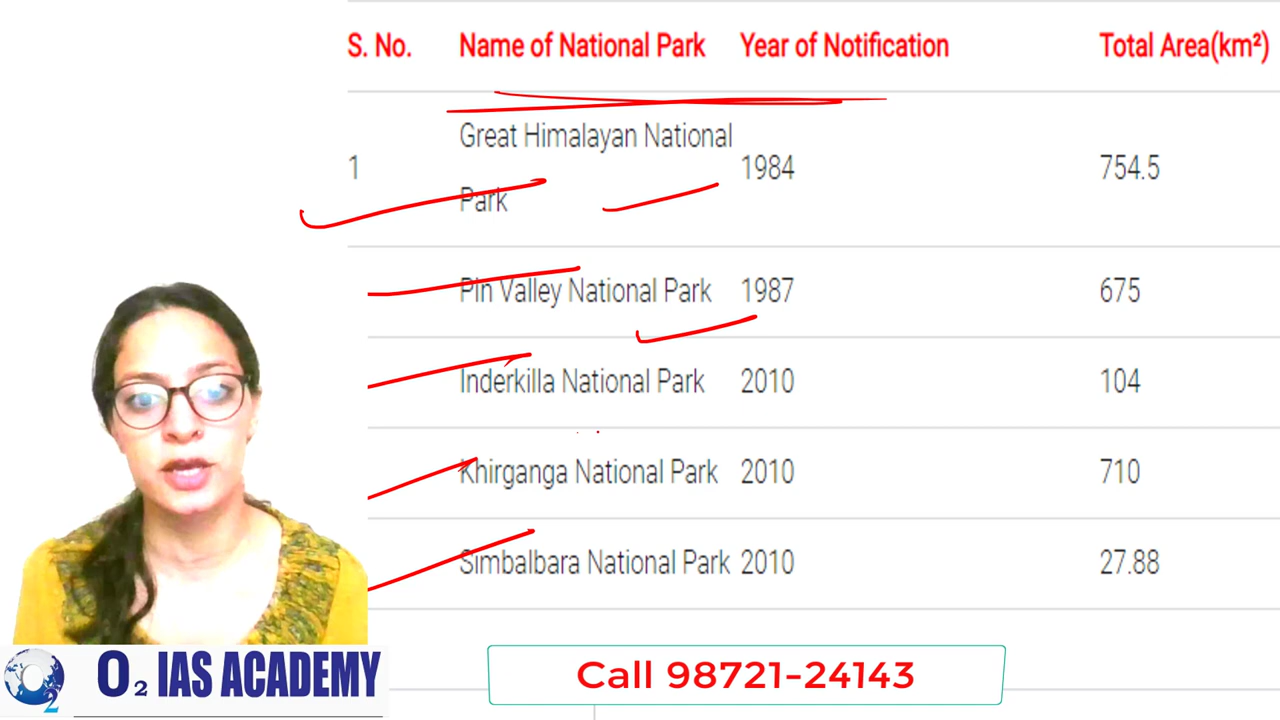 S. No. Name of National Park Year of Notification Total Area(km²)
Great Himalayan National
1 1984 754.5
Park
Pin Valley National Park 1987 675
Inderkilla National Park 2010 104
Khirganga National Park 2010 710
Simbalbara National Park 2010 27.88
O2 IAS ACADEMY
Call 98721-24143